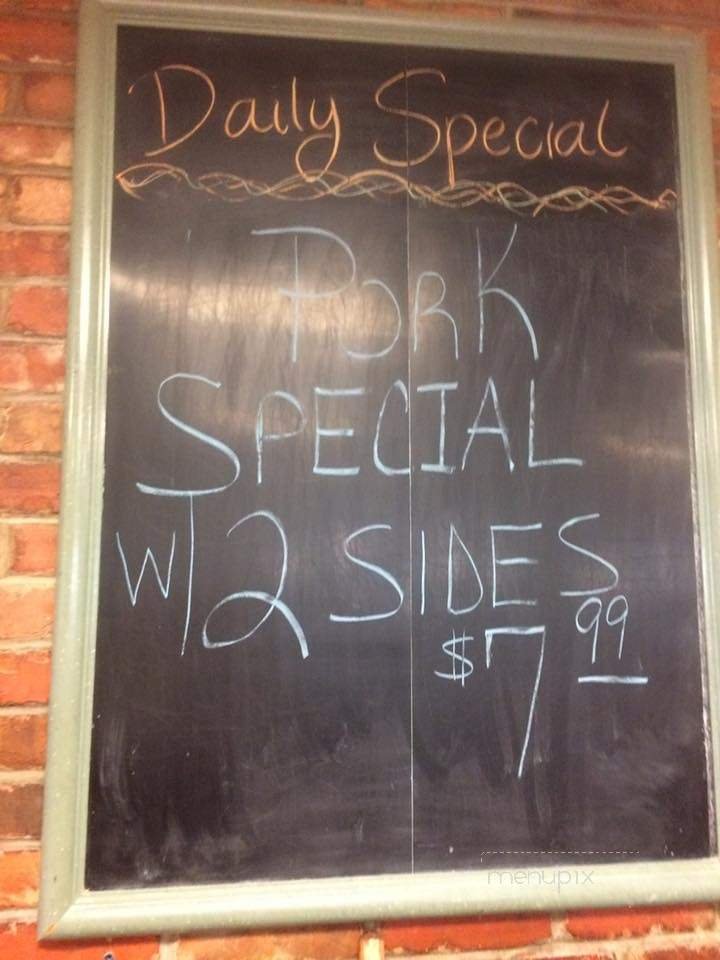 Daily Special
PORK
SPECIAL
W/ 2 SIDES
$7.99
menupix